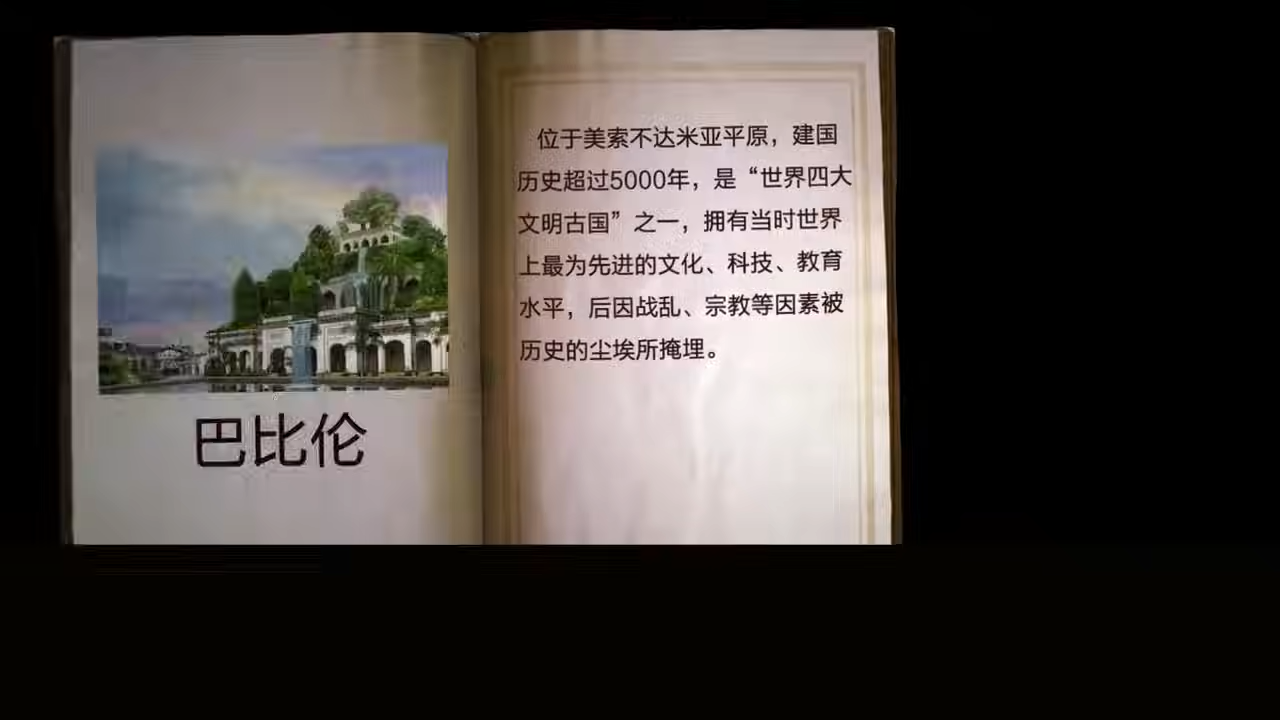 巴比伦
位于美索不达米亚平原，建国
历史超过5000年，是“世界四大
文明古国”之一，拥有当时世界
上最为先进的文化、科技、教育
水平，后因战乱、宗教等因素被
历史的尘埃所掩埋。